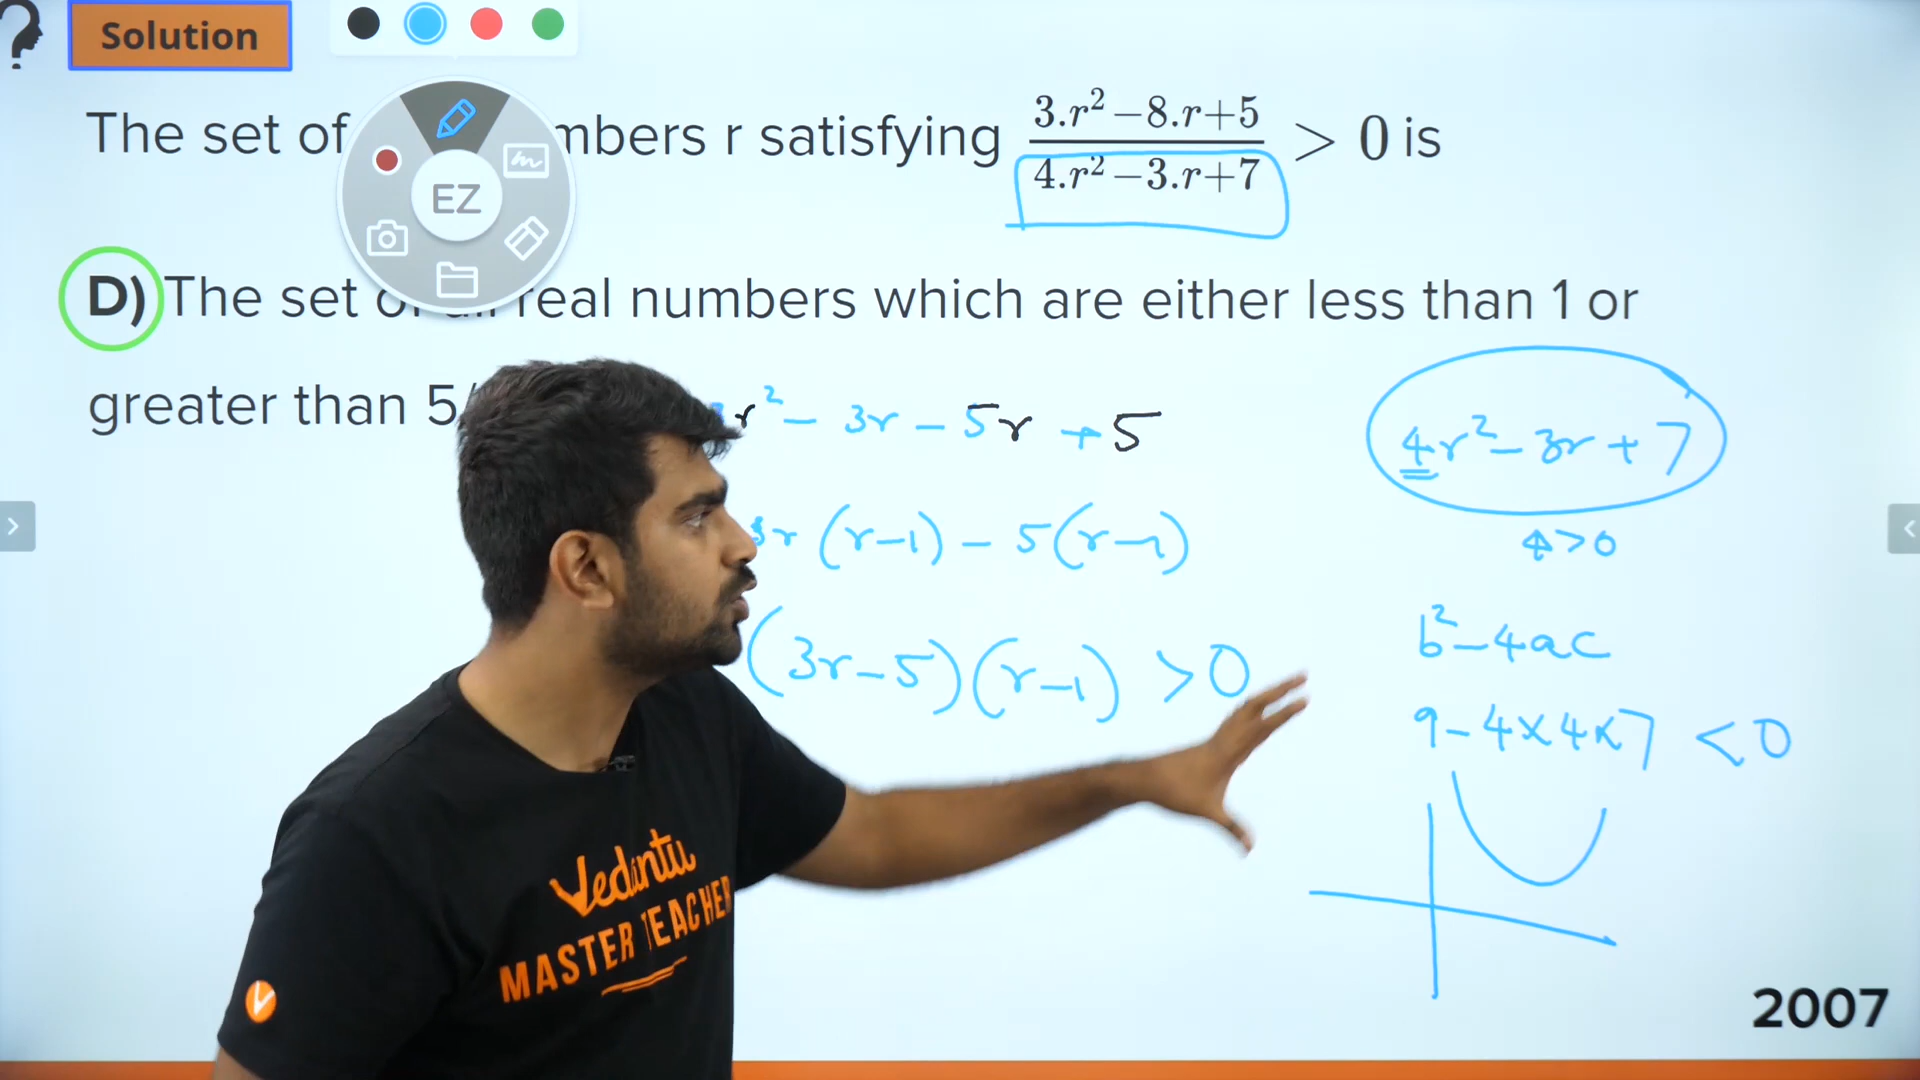 Solution
The set of mbers r satisfying 3.r²−8.r+5 / 4.r²−3.r+7 > 0 is
EZ
D) The set of all real numbers which are either less than 1 or
greater than 5
r² - 3r - 5r + 5
4r² - 3r + 7
3r (r-1) - 5(r-1)
4>0
b² - 4ac
(3r-5)(r-1) >0
9 - 4×4×7 <0
Vedantu
MASTER TEACHER
2007